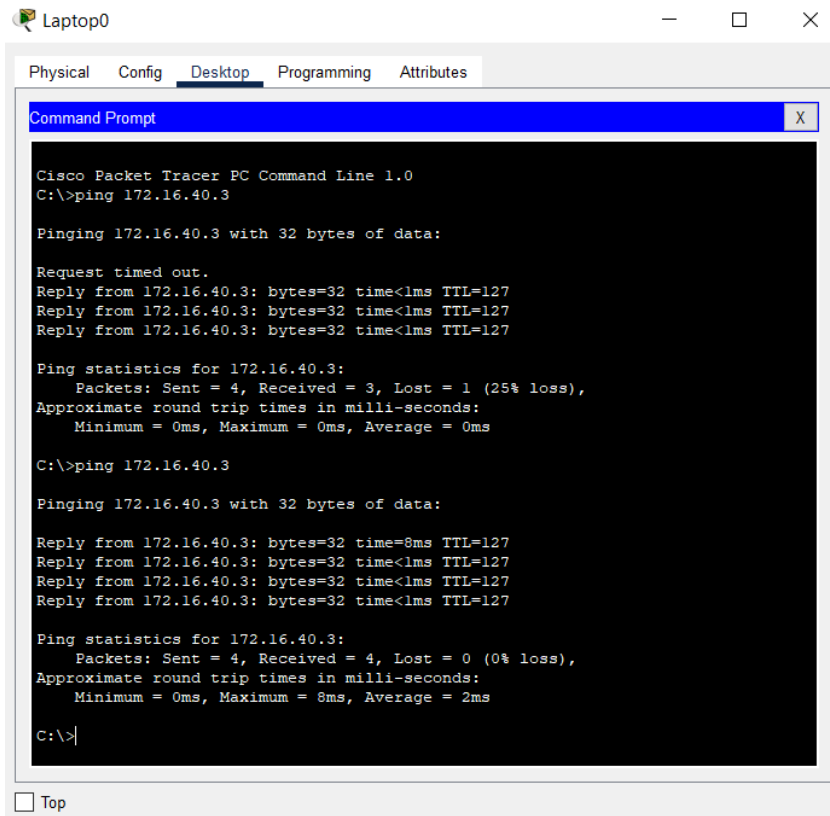 Laptop0
Physical Config Desktop Programming Attributes
Command Prompt X
Cisco Packet Tracer PC Command Line 1.0
C:\>ping 172.16.40.3
Pinging 172.16.40.3 with 32 bytes of data:
Request timed out.
Reply from 172.16.40.3: bytes=32 time<1ms TTL=127
Reply from 172.16.40.3: bytes=32 time<1ms TTL=127
Reply from 172.16.40.3: bytes=32 time<1ms TTL=127
Ping statistics for 172.16.40.3:
Packets: Sent = 4, Received = 3, Lost = 1 (25% loss),
Approximate round trip times in milli-seconds:
Minimum = 0ms, Maximum = 0ms, Average = 0ms
C:\>ping 172.16.40.3
Pinging 172.16.40.3 with 32 bytes of data:
Reply from 172.16.40.3: bytes=32 time=8ms TTL=127
Reply from 172.16.40.3: bytes=32 time<1ms TTL=127
Reply from 172.16.40.3: bytes=32 time<1ms TTL=127
Reply from 172.16.40.3: bytes=32 time<1ms TTL=127
Ping statistics for 172.16.40.3:
Packets: Sent = 4, Received = 4, Lost = 0 (0% loss),
Approximate round trip times in milli-seconds:
Minimum = 0ms, Maximum = 8ms, Average = 2ms
C:\>
Top